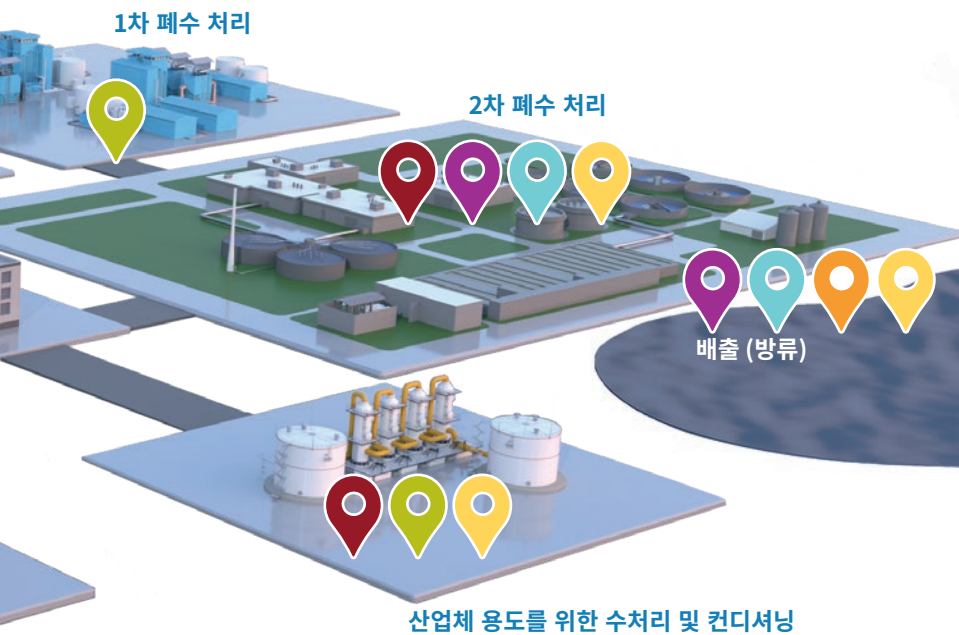 1차 폐수 처리
2차 폐수 처리
배출 (방류)
산업체 용도를 위한 수처리 및 컨디셔닝